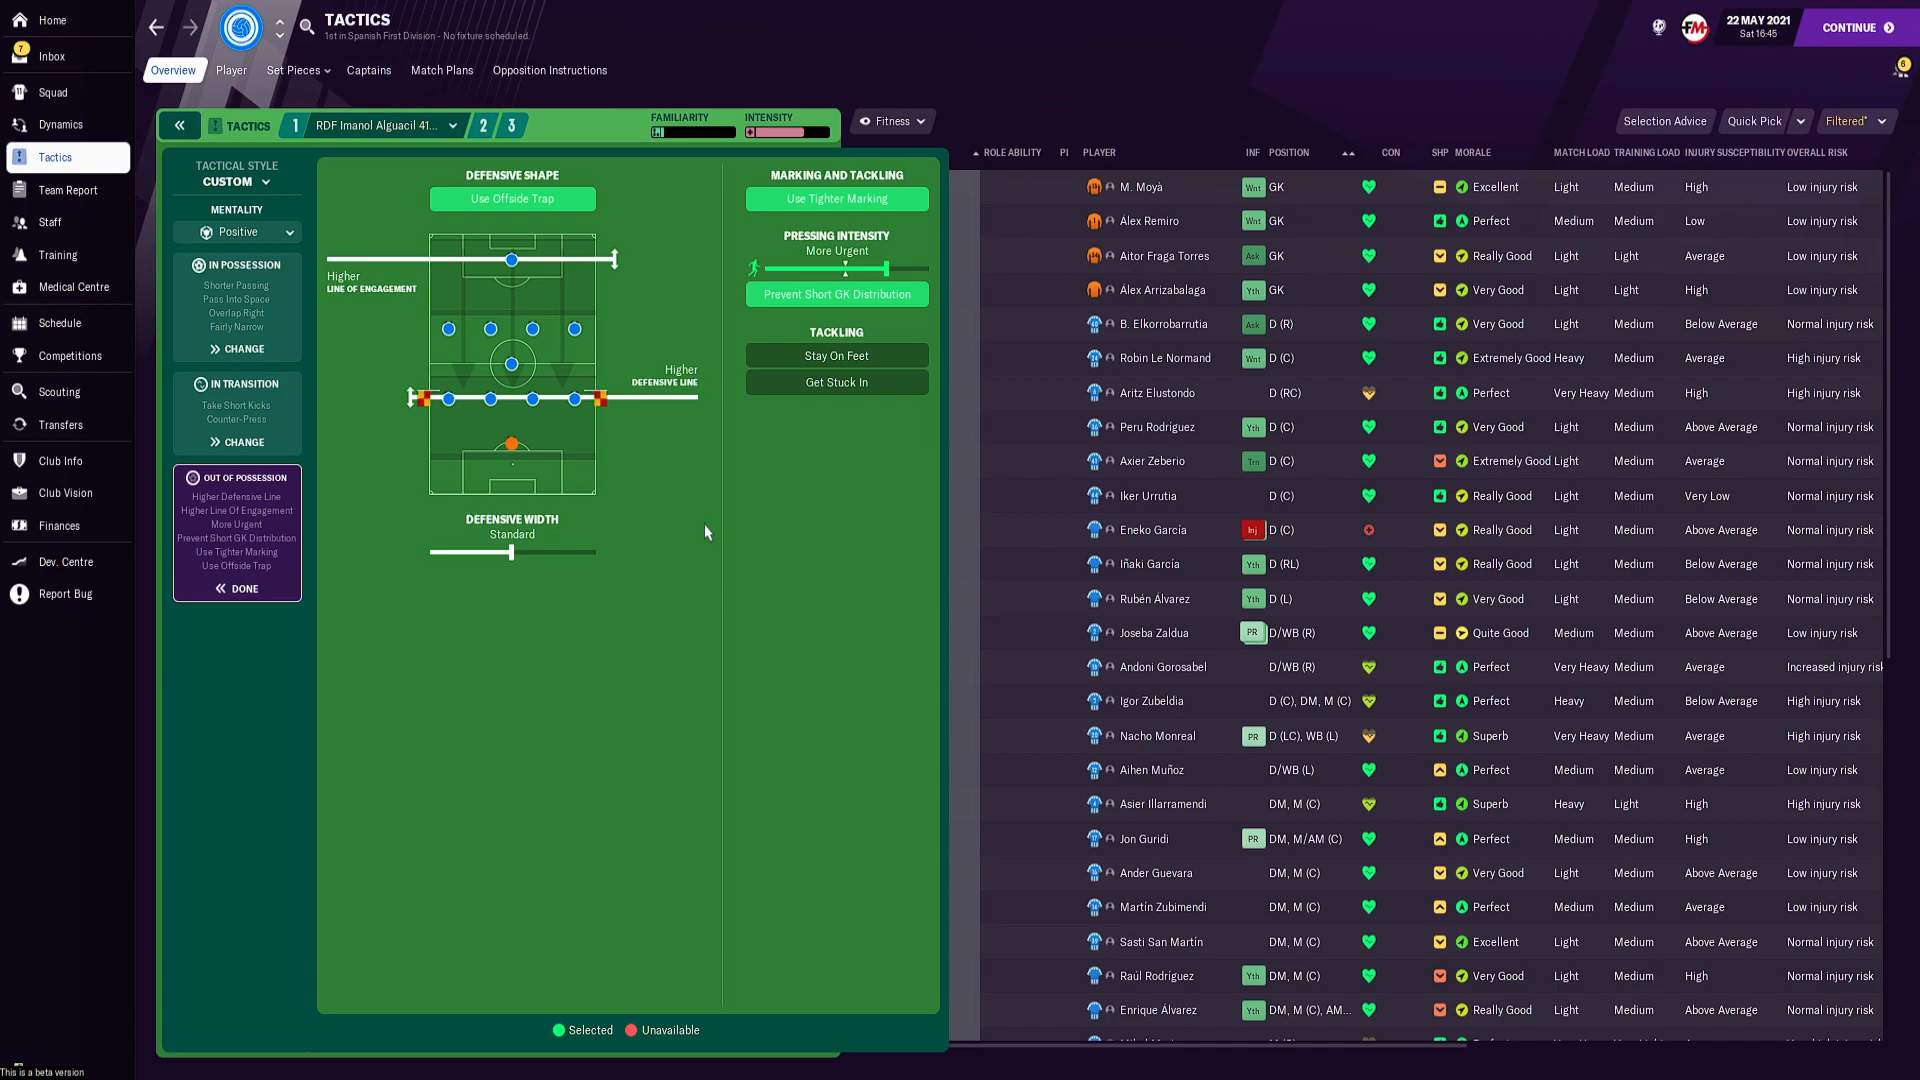 Home
7
Inbox
Squad
Dynamics
Tactics
Team Report
Staff
Training
Medical Centre
Schedule
Competitions
Scouting
Transfers
Club Info
Club Vision
Finances
Dev. Centre
Report Bug
This is a beta version
TACTICS
1st in Spanish First Division - No fixture scheduled.
FM
22 MAY 2021
Sat 16:45
CONTINUE
6
Overview
Player
Set Pieces
Captains
Match Plans
Opposition Instructions
TACTICS
1
RDF Imanol Alguacil 41...
2
3
FAMILIARITY
INTENSITY
Fitness
Selection Advice
Quick Pick
Filtered*
TACTICAL STYLE
CUSTOM
MENTALITY
Positive
IN POSSESSION
Shorter Passing
Pass Into Space
Overlap Right
Fairly Narrow
CHANGE
IN TRANSITION
Take Short Kicks
Counter-Press
CHANGE
OUT OF POSSESSION
Higher Defensive Line
Higher Line Of Engagement
More Urgent
Prevent Short GK Distribution
Use Tighter Marking
Use Offside Trap
DONE
DEFENSIVE SHAPE
Use Offside Trap
Higher
LINE OF ENGAGEMENT
Higher
DEFENSIVE LINE
DEFENSIVE WIDTH
Standard
MARKING AND TACKLING
Use Tighter Marking
PRESSING INTENSITY
More Urgent
Prevent Short GK Distribution
TACKLING
Stay On Feet
Get Stuck In
Selected
Unavailable
ROLE ABILITY PI PLAYER INF POSITION CON SHP MORALE MATCH LOAD TRAINING LOAD INJURY SUSCEPTIBILITY OVERALL RISK
M. Moyà Wnt GK Excellent Light Medium High Low injury risk
Álex Remiro Wnt GK Perfect Medium Medium Low Low injury risk
Aitor Fraga Torres Ask GK Really Good Light Light Average Low injury risk
Álex Arrizabalaga Yth GK Very Good Light Light High Low injury risk
B. Elkorrobarrutia Ask D (R) Very Good Light Medium Below Average Normal injury risk
Robin Le Normand Wnt D (C) Extremely Good Heavy Medium Average High injury risk
Aritz Elustondo D (RC) Perfect Very Heavy Medium High High injury risk
Peru Rodríguez Yth D (C) Very Good Light Medium Above Average Normal injury risk
Axier Zeberio Trn D (C) Extremely Good Light Medium Average Normal injury risk
Iker Urrutia D (C) Really Good Light Medium Very Low Normal injury risk
Eneko García Inj D (C) Really Good Light Medium Above Average Normal injury risk
Iñaki García Yth D (RL) Really Good Light Medium Below Average Normal injury risk
Rubén Álvarez Yth D (L) Very Good Light Medium Below Average Normal injury risk
Joseba Zaldua PR D/WB (R) Quite Good Medium Medium Above Average Low injury risk
Andoni Gorosabel D/WB (R) Perfect Very Heavy Medium Average Increased injury risk
Igor Zubeldia D (C), DM, M (C) Perfect Heavy Medium Below Average High injury risk
Nacho Monreal PR D (LC), WB (L) Superb Very Heavy Medium Average High injury risk
Aihen Muñoz D/WB (L) Perfect Medium Medium Average Low injury risk
Asier Illarramendi DM, M (C) Superb Heavy Light High High injury risk
Jon Guridi PR DM, M/AM (C) Perfect Medium Medium High Low injury risk
Ander Guevara DM, M (C) Very Good Light Medium Above Average Low injury risk
Martín Zubimendi DM, M (C) Perfect Medium Medium Average Low injury risk
Sasti San Martín DM, M (C) Excellent Light Medium Above Average Normal injury risk
Raúl Rodríguez Yth DM, M (C) Very Good Light Medium High Normal injury risk
Enrique Álvarez Yth DM, M (C), AM... Really Good Light Medium Above Average Normal injury risk